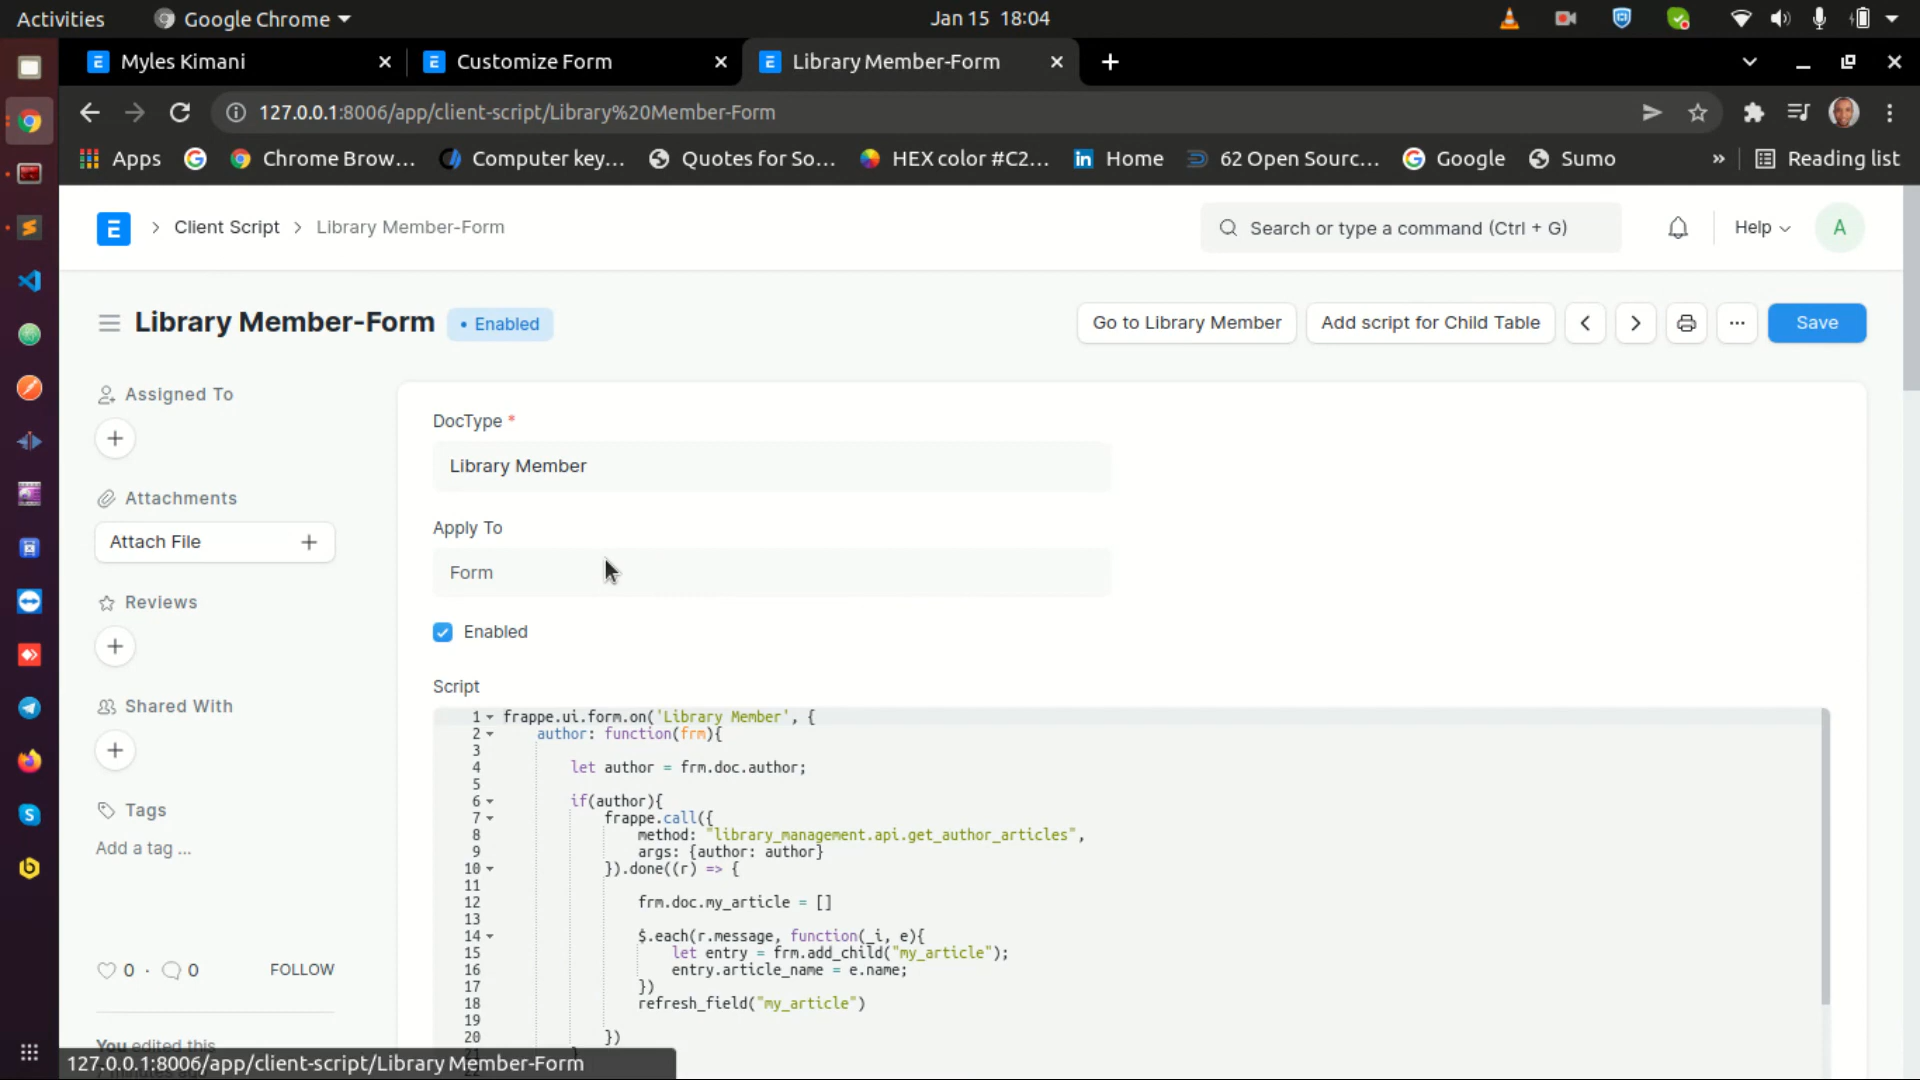 Activities
Google Chrome
Jan 15 18:04
Myles Kimani
Customize Form
Library Member-Form
127.0.0.1:8006/app/client-script/Library%20Member-Form
Apps
Chrome Brow...
Computer key...
Quotes for So...
HEX color #C2...
Home
62 Open Sourc...
Google
Sumo
»
Reading list
E
Client Script
Library Member-Form
Search or type a command (Ctrl + G)
Help
A
Library Member-Form
• Enabled
Go to Library Member
Add script for Child Table
...
Save
Assigned To
Attachments
Attach File
Reviews
Shared With
Tags
Add a tag ...
0 · 0
FOLLOW
You edited this
DocType *
Library Member
Apply To
Form
Enabled
Script
1 frappe.ui.form.on('Library Member', {
2 author: function(frm){
3
4 let author = frm.doc.author;
5
6 if(author){
7 frappe.call({
8 method: "library_management.api.get_author_articles",
9 args: {author: author}
10 }).done((r) => {
11
12 frm.doc.my_article = []
13
14 $.each(r.message, function(_i, e){
15 let entry = frm.add_child("my_article");
16 entry.article_name = e.name;
17 })
18 refresh_field("my_article")
19
20 })
127.0.0.1:8006/app/client-script/Library Member-Form